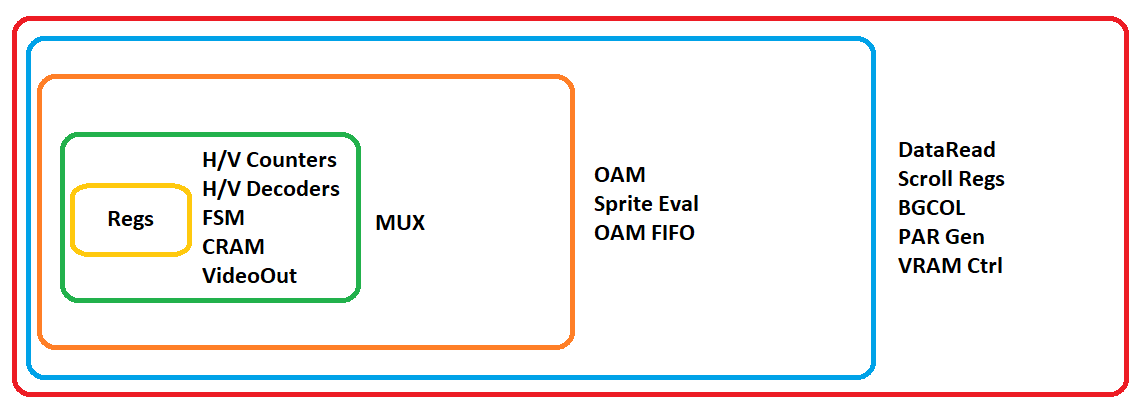 Regs
H/V Counters
H/V Decoders
FSM
CRAM
VideoOut
MUX
OAM
Sprite Eval
OAM FIFO
DataRead
Scroll Regs
BGCOL
PAR Gen
VRAM Ctrl